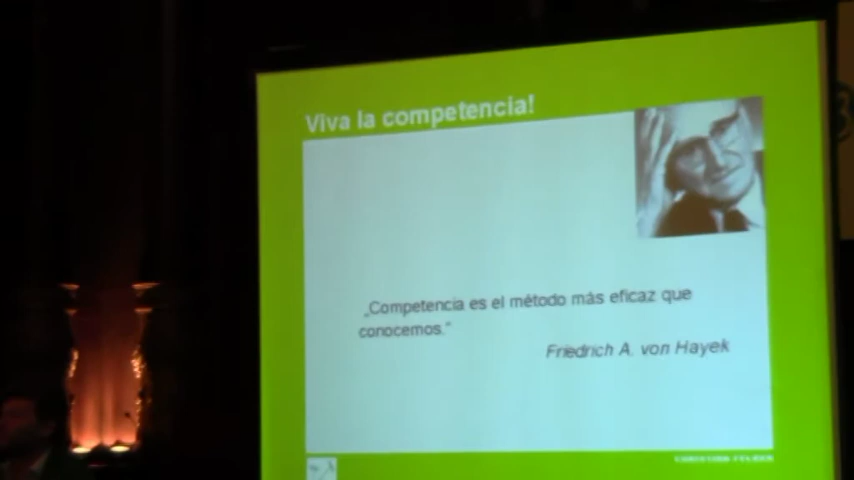 Viva la competencia!
„Competencia es el método más eficaz que
conocemos.“
Friedrich A. von Hayek